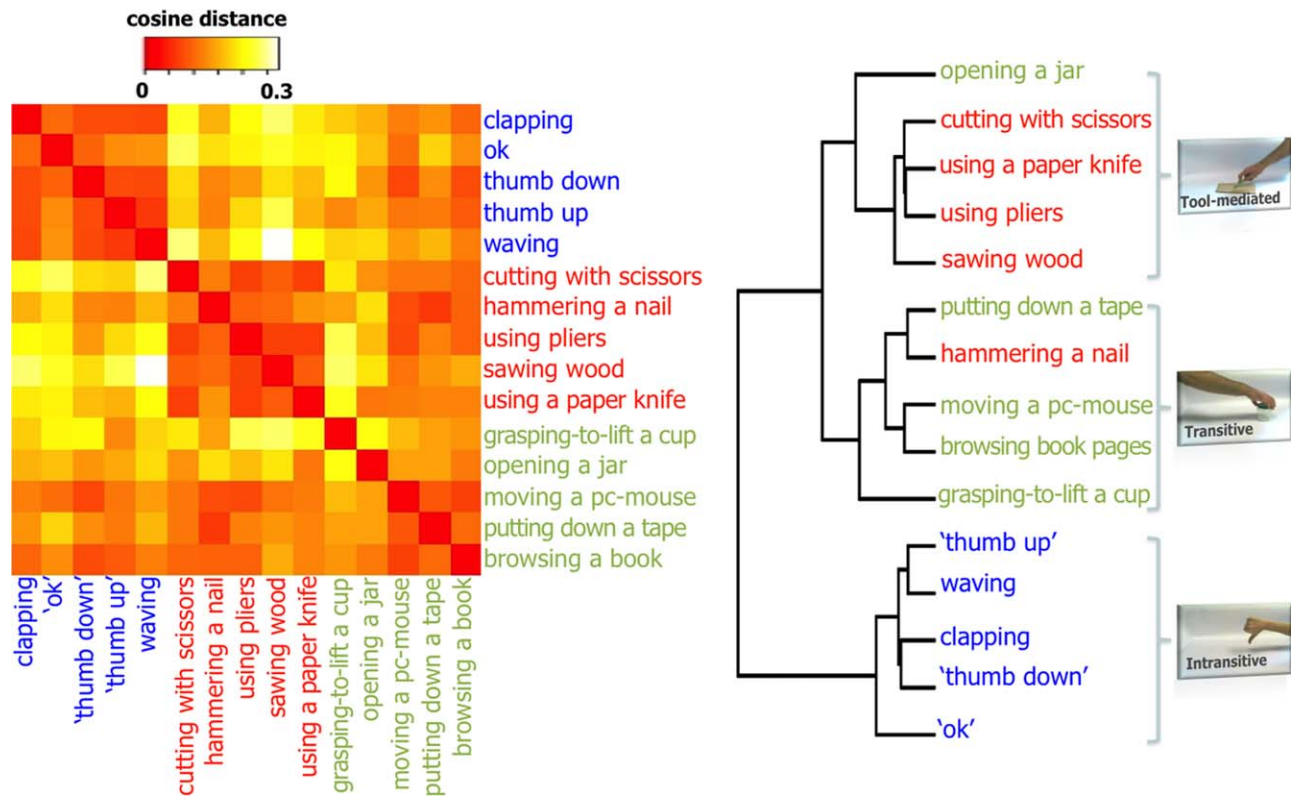 cosine distance
0
0.3
clapping
ok
thumb down
thumb up
waving
cutting with scissors
hammering a nail
using pliers
sawing wood
using a paper knife
grasping-to-lift a cup
opening a jar
moving a pc-mouse
putting down a tape
browsing a book
clapping
'ok'
'thumb down'
'thumb up'
waving
cutting with scissors
hammering a nail
using pliers
sawing wood
using a paper knife
grasping-to-lift a cup
opening a jar
moving a pc-mouse
putting down a tape
browsing a book
opening a jar
cutting with scissors
using a paper knife
using pliers
sawing wood
Tool-mediated
putting down a tape
hammering a nail
moving a pc-mouse
browsing book pages
grasping-to-lift a cup
Transitive
‘thumb up’
waving
clapping
‘thumb down’
‘ok’
Intransitive